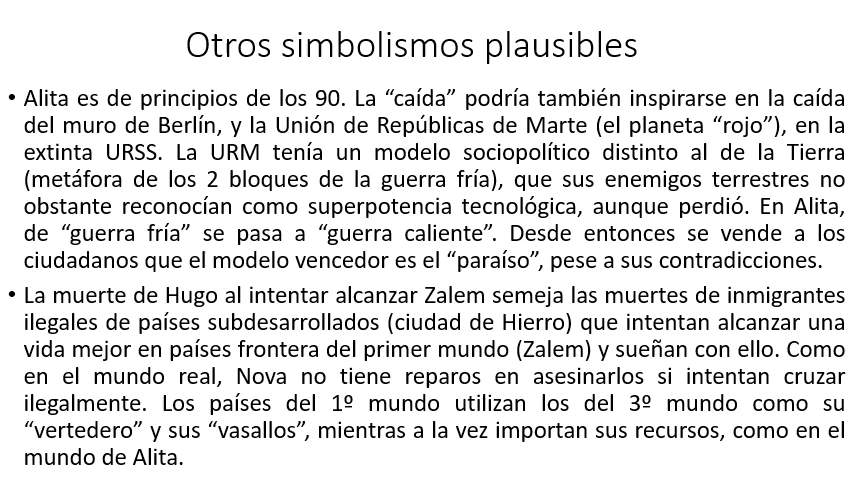 Otros simbolismos plausibles
• Alita es de principios de los 90. La “caída” podría también inspirarse en la caída
del muro de Berlín, y la Unión de Repúblicas de Marte (el planeta “rojo”), en la
extinta URSS. La URM tenía un modelo sociopolítico distinto al de la Tierra
(metáfora de los 2 bloques de la guerra fría), que sus enemigos terrestres no
obstante reconocían como superpotencia tecnológica, aunque perdió. En Alita,
de “guerra fría” se pasa a “guerra caliente”. Desde entonces se vende a los
ciudadanos que el modelo vencedor es el “paraíso”, pese a sus contradicciones.
• La muerte de Hugo al intentar alcanzar Zalem semeja las muertes de inmigrantes
ilegales de países subdesarrollados (ciudad de Hierro) que intentan alcanzar una
vida mejor en países frontera del primer mundo (Zalem) y sueñan con ello. Como
en el mundo real, Nova no tiene reparos en asesinarlos si intentan cruzar
ilegalmente. Los países del 1º mundo utilizan los del 3º mundo como su
“vertedero” y sus “vasallos”, mientras a la vez importan sus recursos, como en el
mundo de Alita.